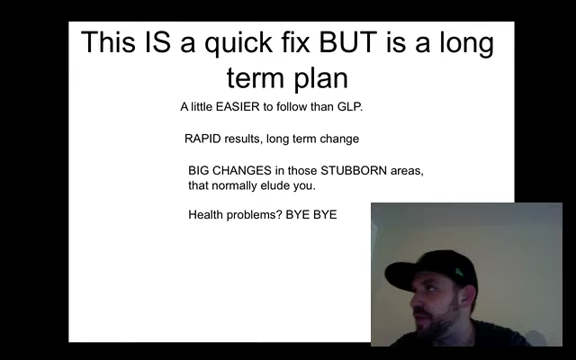 This IS a quick fix BUT is a long
term plan
A little EASIER to follow than GLP.
RAPID results, long term change
BIG CHANGES in those STUBBORN areas,
that normally elude you.
Health problems? BYE BYE